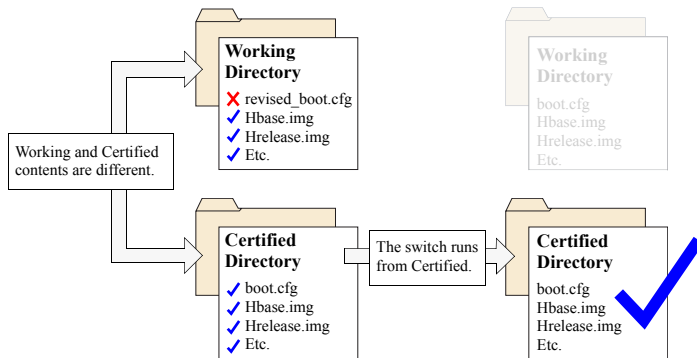 Working
Directory
revised_boot.cfg
Hbase.img
Hrelease.img
Etc.
Working
Directory
boot.cfg
Hbase.img
Hrelease.img
Etc.
Working and Certified
contents are different.
Certified
Directory
boot.cfg
Hbase.img
Hrelease.img
Etc.
The switch runs
from Certified.
Certified
Directory
boot.cfg
Hbase.img
Hrelease.img
Etc.